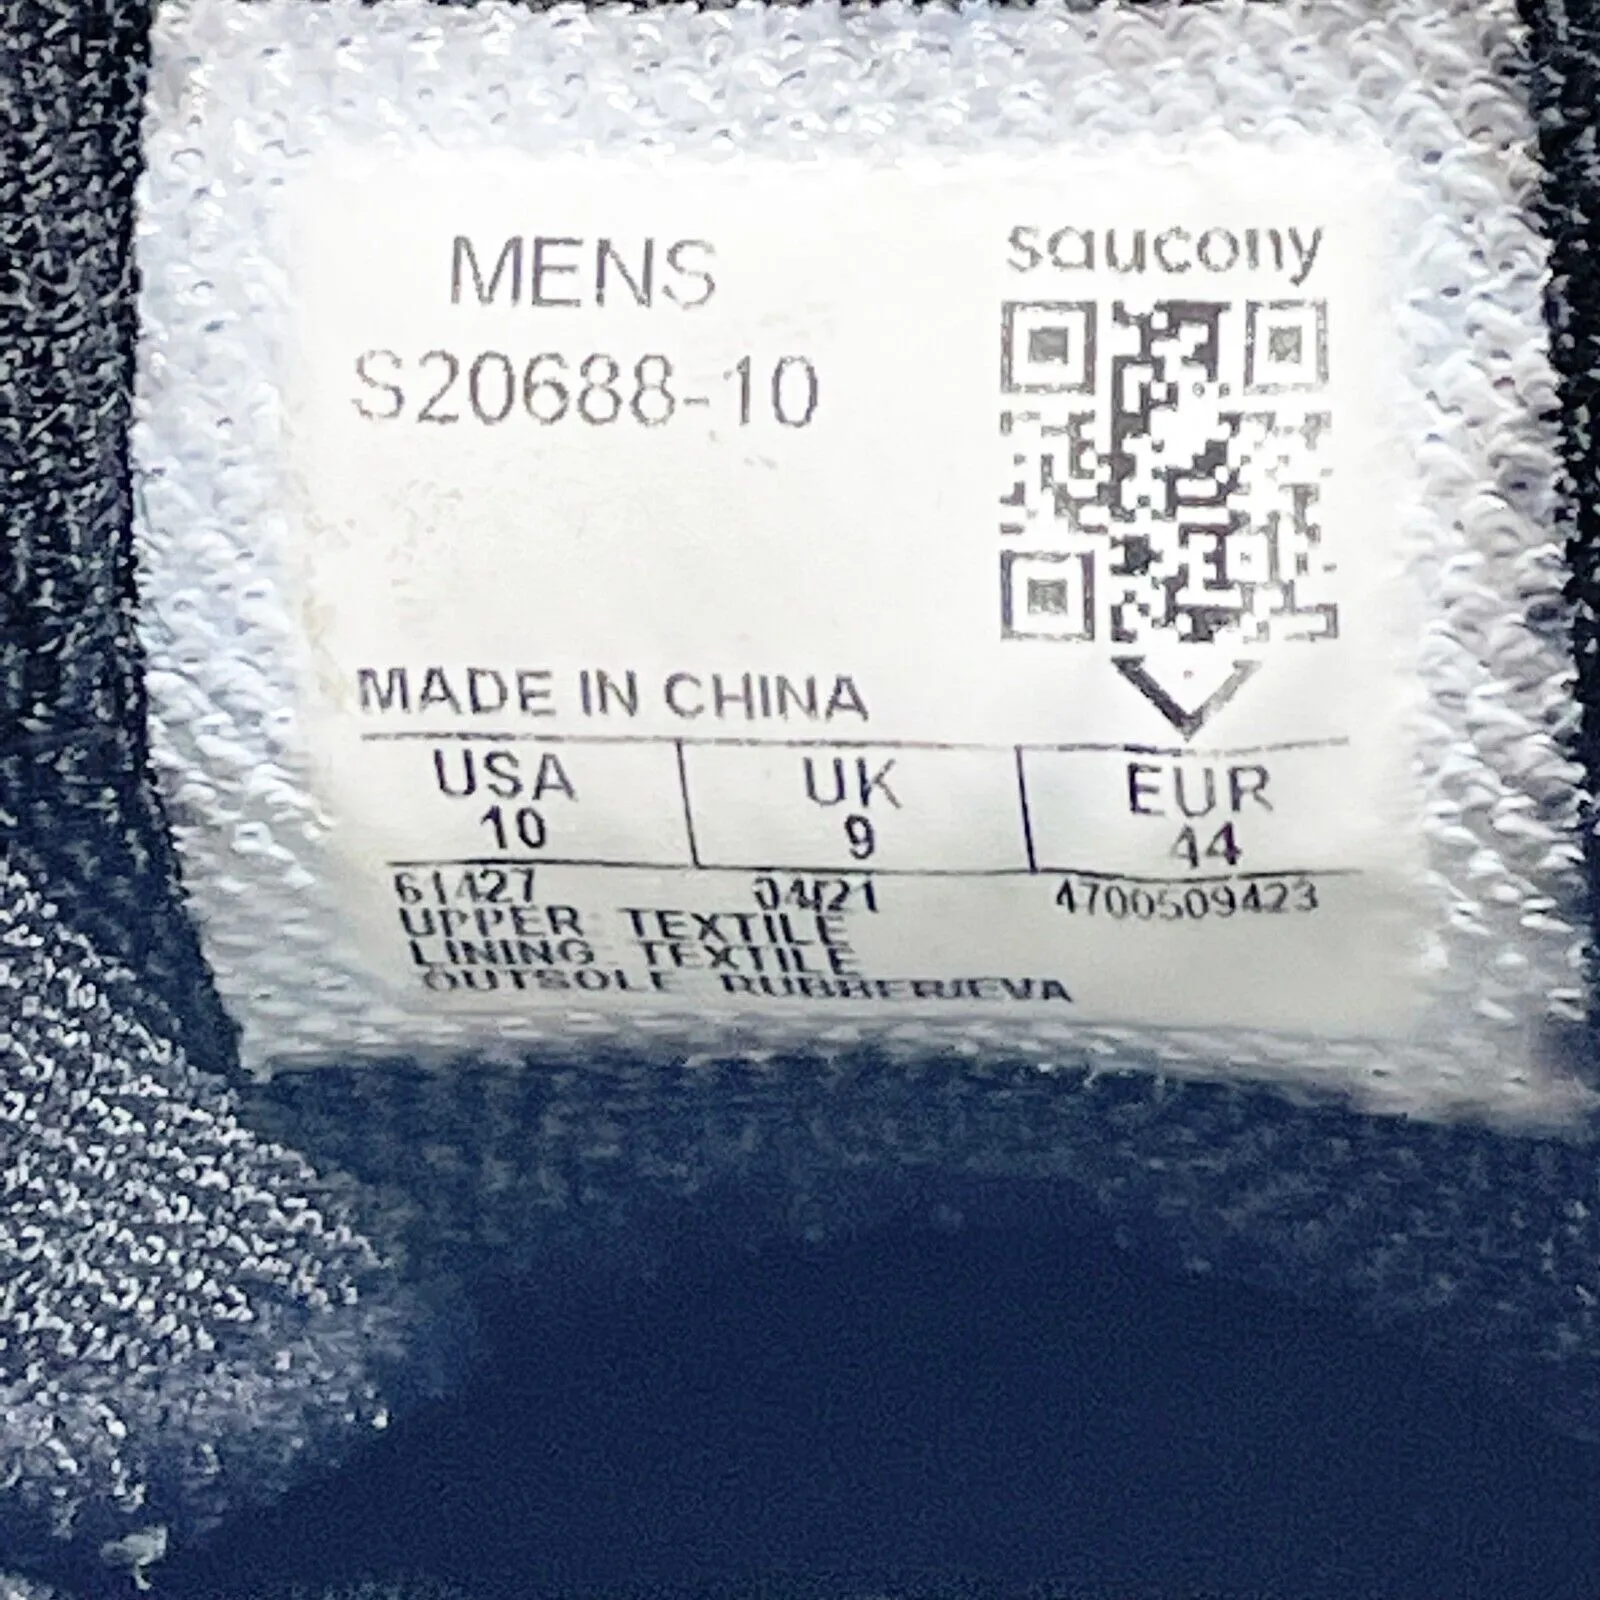 MENS
saucony
S20688-10
MADE IN CHINA
USA UK EUR
10 9 44
61427 04/21 4700509423
UPPER TEXTILE
LINING TEXTILE
OUTSOLE RUBBER/EVA